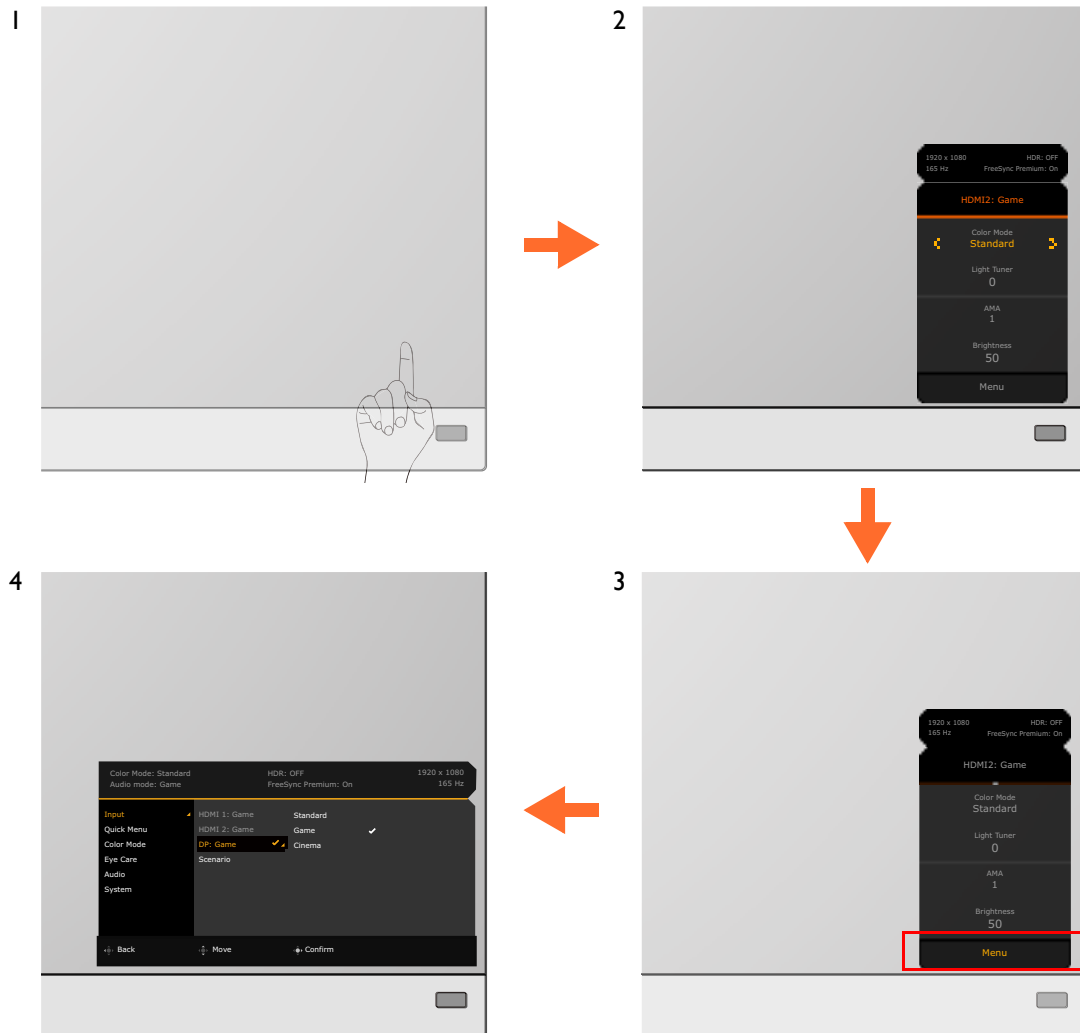 1
2
1920 x 1080 HDR: OFF
165 Hz FreeSync Premium: On
HDMI2: Game
Color Mode
Standard
Light Tuner
0
AMA
1
Brightness
50
Menu
4
Color Mode: Standard HDR: OFF 1920 x 1080
Audio mode: Game FreeSync Premium: On 165 Hz
Input HDMI 1: Game Standard
Quick Menu HDMI 2: Game Game
Color Mode DP: Game Cinema
Eye Care Scenario
Audio
System
Back Move Confirm
3
1920 x 1080 HDR: OFF
165 Hz FreeSync Premium: On
HDMI2: Game
Color Mode
Standard
Light Tuner
0
AMA
1
Brightness
50
Menu